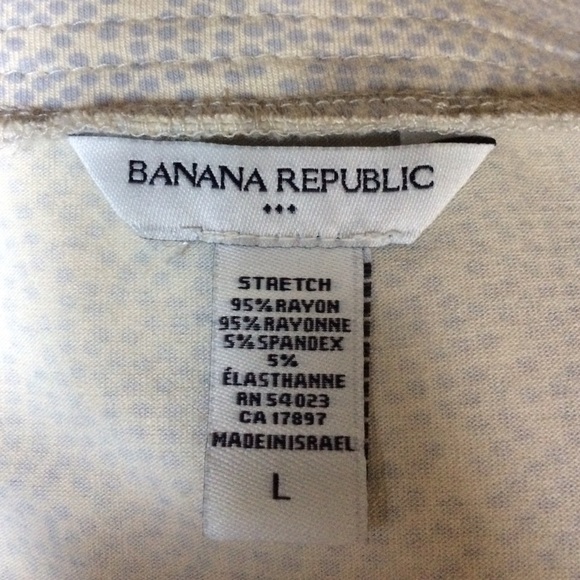 BANANA REPUBLIC
STRETCH
95% RAYON
95% RAYONNE
5% SPANDEX
5%
ÉLASTHANNE
RN 54023
CA 17897
MADEINISRAEL
L